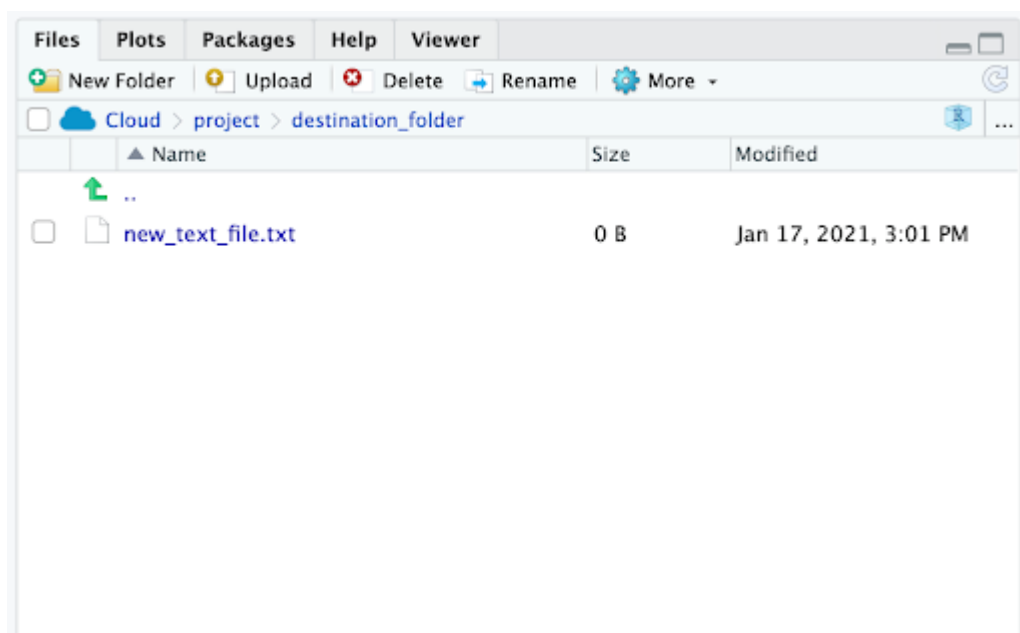 Files Plots Packages Help Viewer
New Folder Upload Delete Rename More
Cloud > project > destination_folder ...
Name Size Modified
..
new_text_file.txt 0 B Jan 17, 2021, 3:01 PM